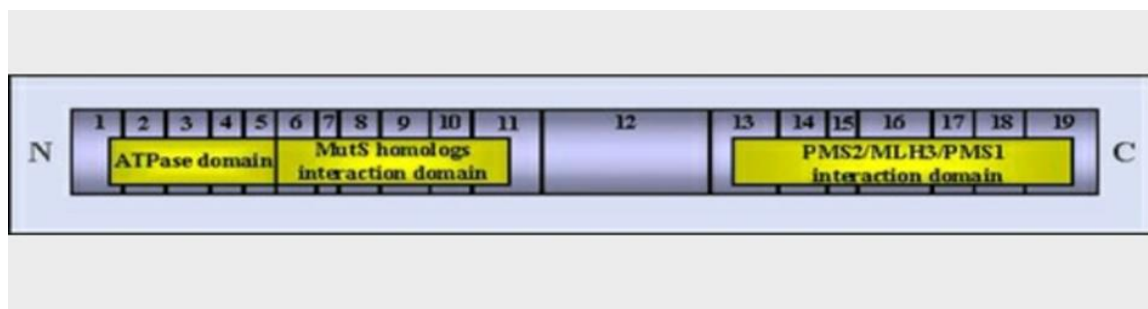 1 2 3 4 5 6 7 8 9 10 11 12 13 14 15 16 17 18 19
N C
ATPase domain
MutS homologs
interaction domain
PMS2/MLH3/PMS1
interaction domain